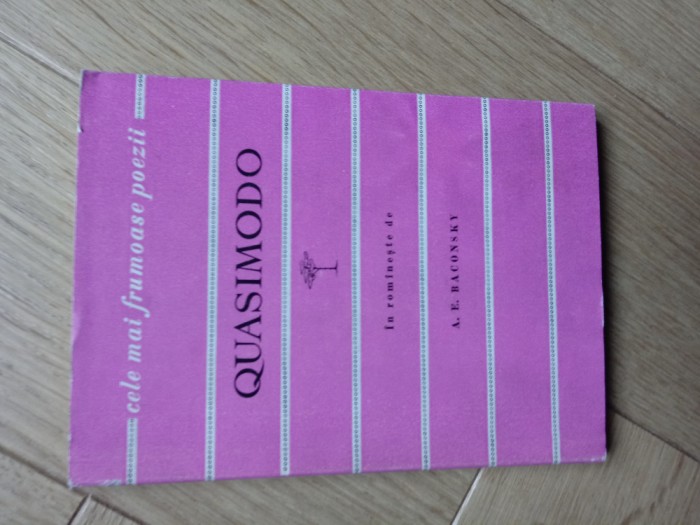 cele mai frumoase poezii
QUASIMODO
În romînește de
A. E. BACONSKY